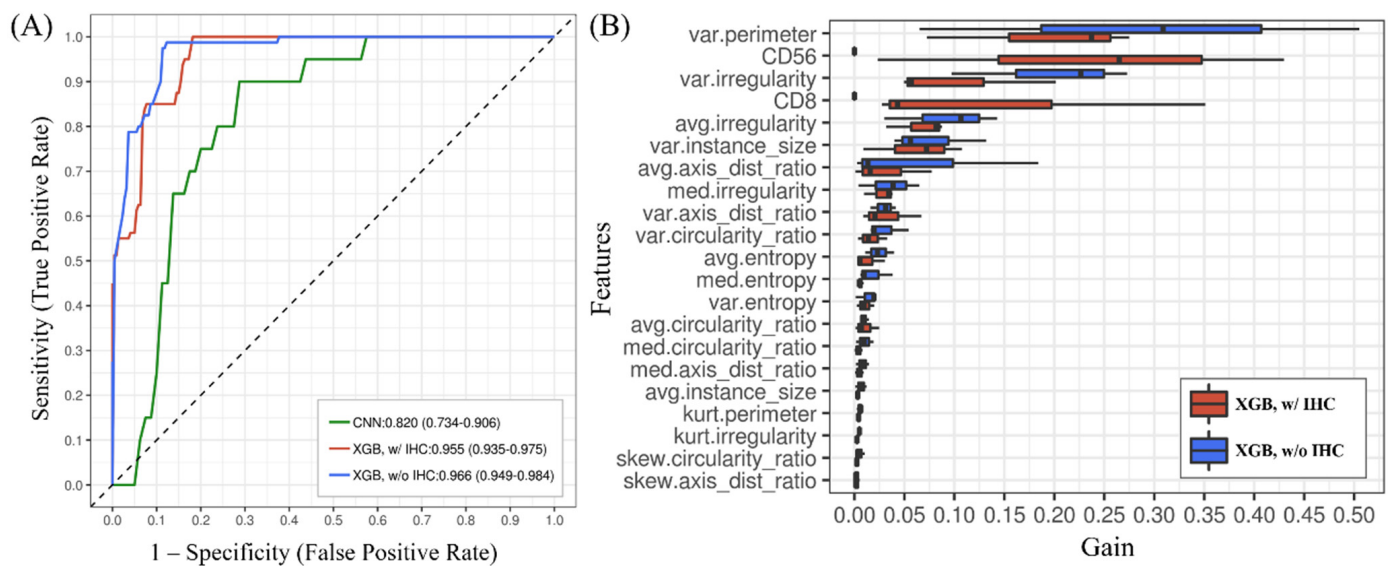 (A)
1.0
0.9
0.8
0.7
0.6
0.5
0.4
0.3
0.2
0.1
0.0
Sensitivity (True Positive Rate)
CNN:0.820 (0.734-0.906)
XGB, w/ IHC:0.955 (0.935-0.975)
XGB, w/o IHC:0.966 (0.949-0.984)
0.0 0.1 0.2 0.3 0.4 0.5 0.6 0.7 0.8 0.9 1.0
1 – Specificity (False Positive Rate)
(B)
Features
var.perimeter
CD56
var.irregularity
CD8
avg.irregularity
var.instance_size
avg.axis_dist_ratio
med.irregularity
var.axis_dist_ratio
var.circularity_ratio
avg.entropy
med.entropy
var.entropy
avg.circularity_ratio
med.circularity_ratio
med.axis_dist_ratio
avg.instance_size
kurt.perimeter
kurt.irregularity
skew.circularity_ratio
skew.axis_dist_ratio
XGB, w/ IHC
XGB, w/o IHC
0.00 0.05 0.10 0.15 0.20 0.25 0.30 0.35 0.40 0.45 0.50
Gain